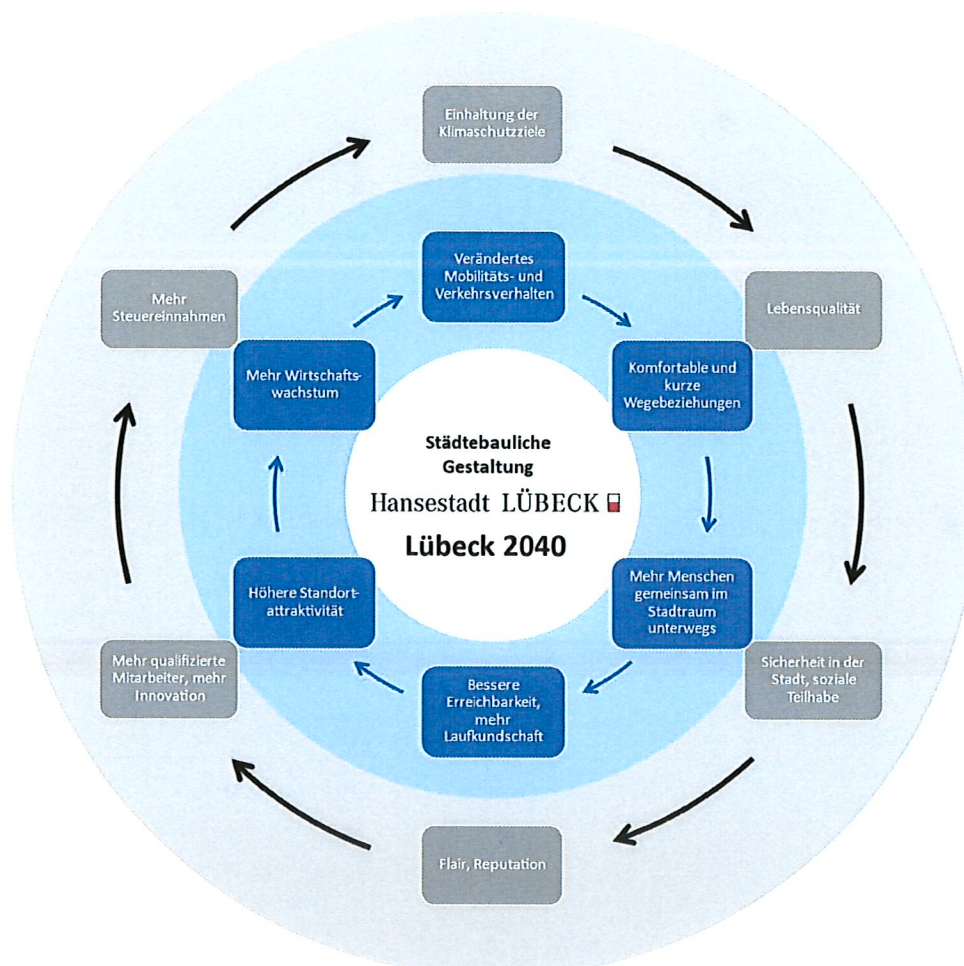 Einhaltung der
Klimaschutzziele
Lebensqualität
Sicherheit in der
Stadt, soziale
Teilhabe
Flair, Reputation
Mehr qualifizierte
Mitarbeiter, mehr
Innovation
Mehr
Steuereinnahmen
Verändertes
Mobilitäts- und
Verkehrsverhalten
Komfortable und
kurze
Wegebeziehungen
Mehr Menschen
gemeinsam im
Stadtraum
unterwegs
Bessere
Erreichbarkeit,
mehr
Laufkundschaft
Höhere Standort-
attraktivität
Mehr Wirtschafts-
wachstum
Städtebauliche
Gestaltung
Hansestadt LÜBECK
Lübeck 2040